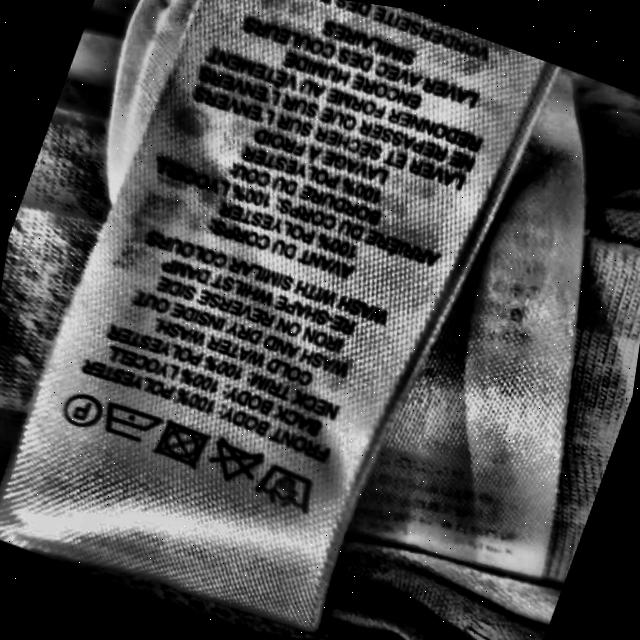 FRONT BODY: 100% POLYESTER
BACK BODY: 100% LYOCELL
NECK TRIM: 100% POLYESTER
COLD WATER WASH.
WASH AND DRY INSIDE OUT
IRON ON REVERSE SIDE
RE-SHAPE WHILST DAMP
WASH WITH SIMILAR COLOURS
AVANT DU CORPS:
100% POLYESTER
ARRIERE DU CORPS: 100% LYOCELL
BORDURE DU COU:
100% POLYESTER
LAVAGE A FROID
LAVER ET SECHER SUR L'ENVERS
NE REPASSER QUE SUR L'ENVERS
REDONER FORME AU VETEMENT
ENCORE HUMIDE
LAVER AVEC DES COULEURS
SIMILAIRES
VORDERSEITE DES
P